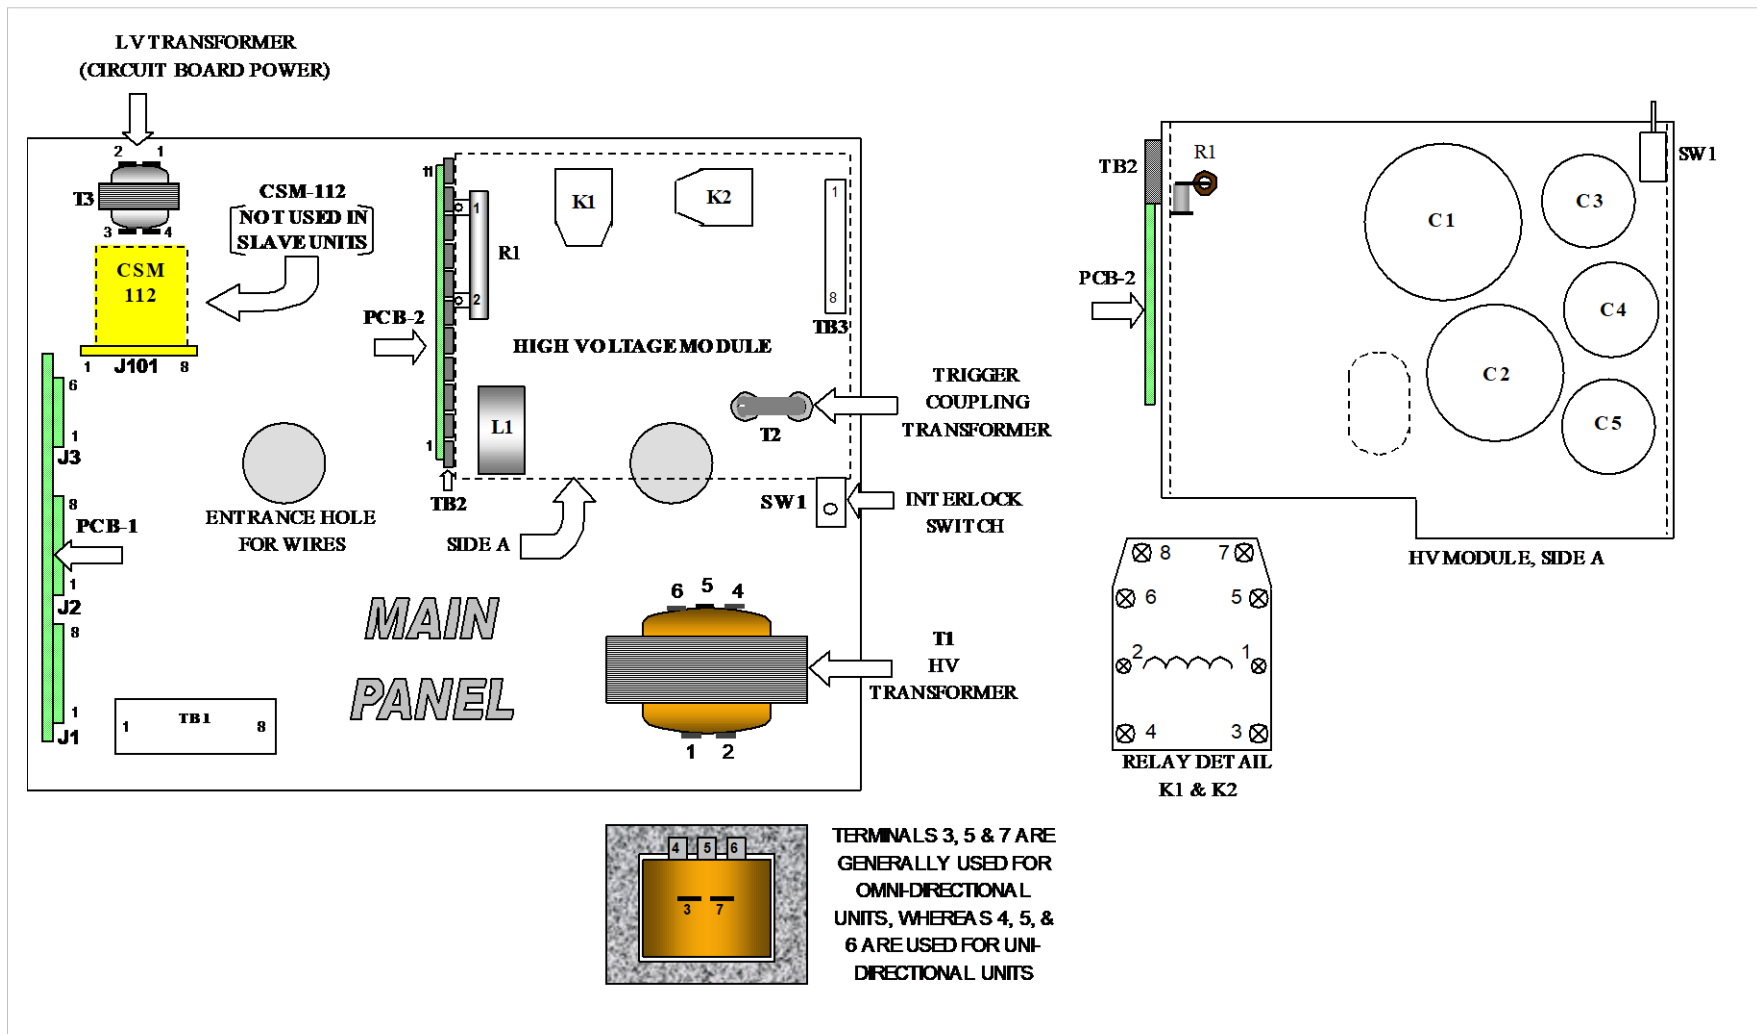 LV TRANSFORMER
(CIRCUIT BOARD POWER)
2 1
T3
3 4
CSM-112
NOT USED IN
SLAVE UNITS
CSM
112
1 J101 8
6
1
J3
8
PCB-1
1
J2
8
1
J1
ENTRANCE HOLE
FOR WIRES
1 TB1 8
MAIN
PANEL
11
PCB-2
1
TB2
1
R1
2
K1
K2
1
8
TB3
HIGH VOLTAGE MODULE
L1
T2
TRIGGER
COUPLING
TRANSFORMER
SIDE A
SW1
INTERLOCK
SWITCH
6 5 4
T1
HV
TRANSFORMER
1 2
4 5 6
3 7
TERMINALS 3, 5 & 7 ARE
GENERALLY USED FOR
OMNI-DIRECTIONAL
UNITS, WHEREAS 4, 5, &
6 ARE USED FOR UNI-
DIRECTIONAL UNITS
TB2
R1
PCB-2
SW1
C1
C3
C4
C2
C5
HV MODULE, SIDE A
8 7
6 5
2 1
4 3
RELAY DETAIL
K1 & K2